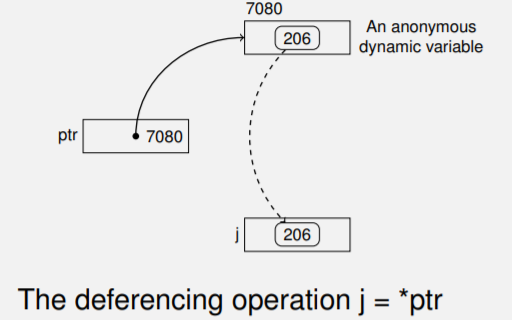 7080
206
An anonymous
dynamic variable
ptr
7080
j
206
The deferencing operation j = *ptr